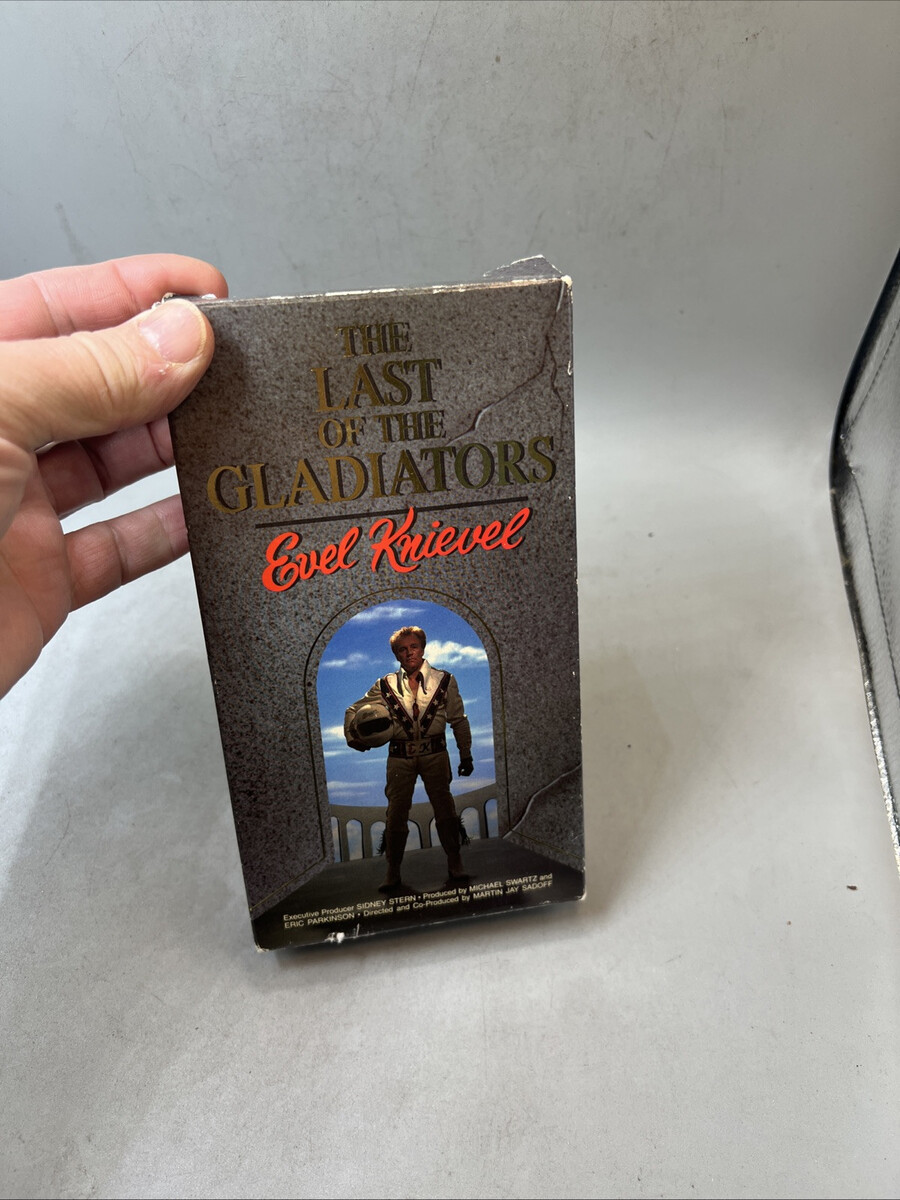 THE
LAST
OF THE
GLADIATORS
Evel Knievel
EK
Executive Producer SIDNEY STERN • Produced by MICHAEL SWARTZ and
ERIC PARKINSON • Directed and Co-Produced by MARTIN JAY SADOFF